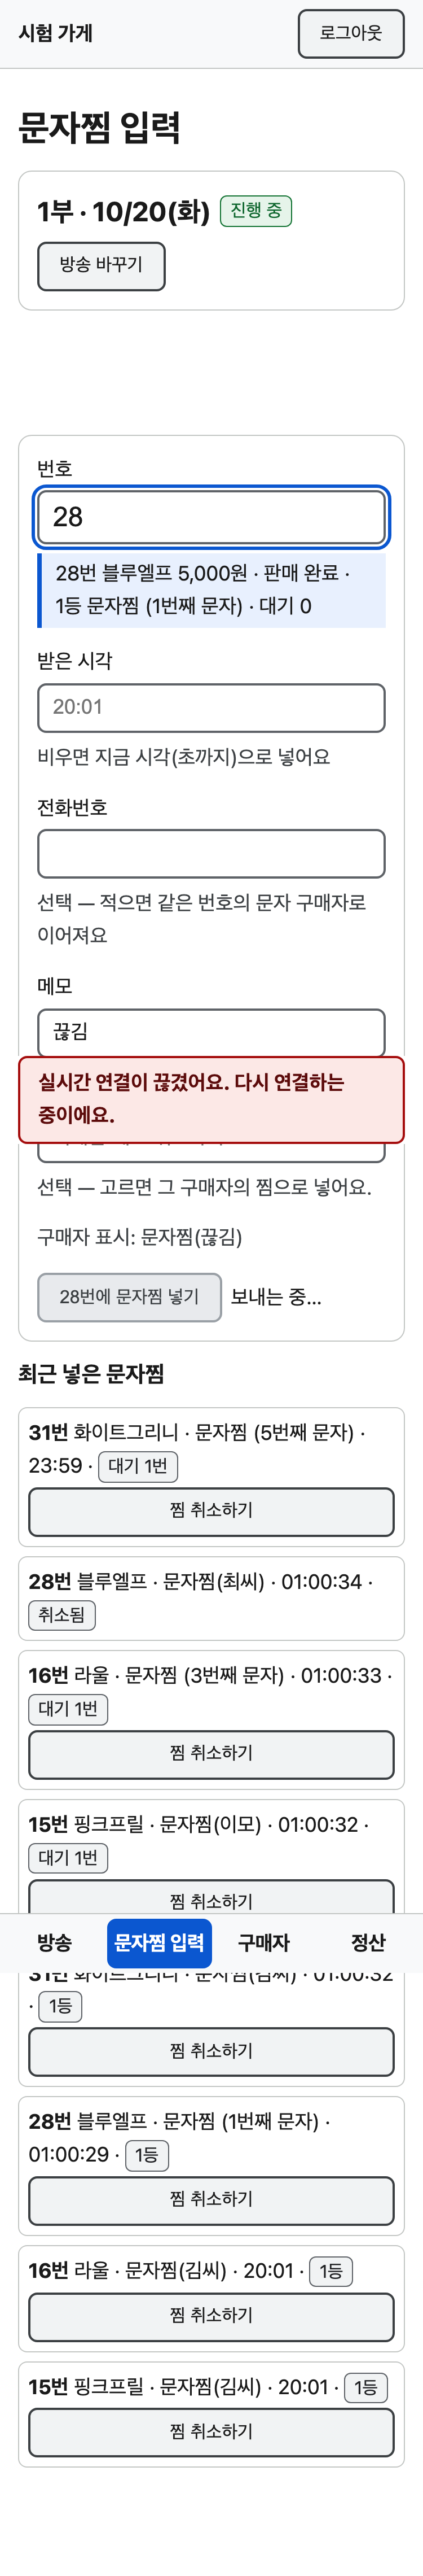 시험 가게
로그아웃
문자찜 입력
1부 · 10/20(화) 진행 중
방송 바꾸기
번호
28
28번 블루엘프 5,000원 · 판매 완료 ·
1등 문자찜 (1번째 문자) · 대기 0
받은 시각
20:01
비우면 지금 시각(초까지)으로 넣어요
전화번호
선택 — 적으면 같은 번호의 문자 구매자로
이어져요
메모
끊김
실시간 연결이 끊겼어요. 다시 연결하는
중이에요.
선택 — 고르면 그 구매자의 찜으로 넣어요.
구매자 표시: 문자찜(끊김)
28번에 문자찜 넣기 보내는 중...
최근 넣은 문자찜
31번 화이트그리니 · 문자찜 (5번째 문자) ·
23:59 · 대기 1번
찜 취소하기
28번 블루엘프 · 문자찜(최씨) · 01:00:34 ·
취소됨
16번 라울 · 문자찜 (3번째 문자) · 01:00:33 ·
대기 1번
찜 취소하기
15번 핑크프릴 · 문자찜(이모) · 01:00:32 ·
대기 1번
찜 취소하기
방송 문자찜 입력 구매자 정산
31번 화이트그리니 · 문자찜(김씨) · 01:00:32
· 1등
찜 취소하기
28번 블루엘프 · 문자찜 (1번째 문자) ·
01:00:29 · 1등
찜 취소하기
16번 라울 · 문자찜(김씨) · 20:01 · 1등
찜 취소하기
15번 핑크프릴 · 문자찜(김씨) · 20:01 · 1등
찜 취소하기